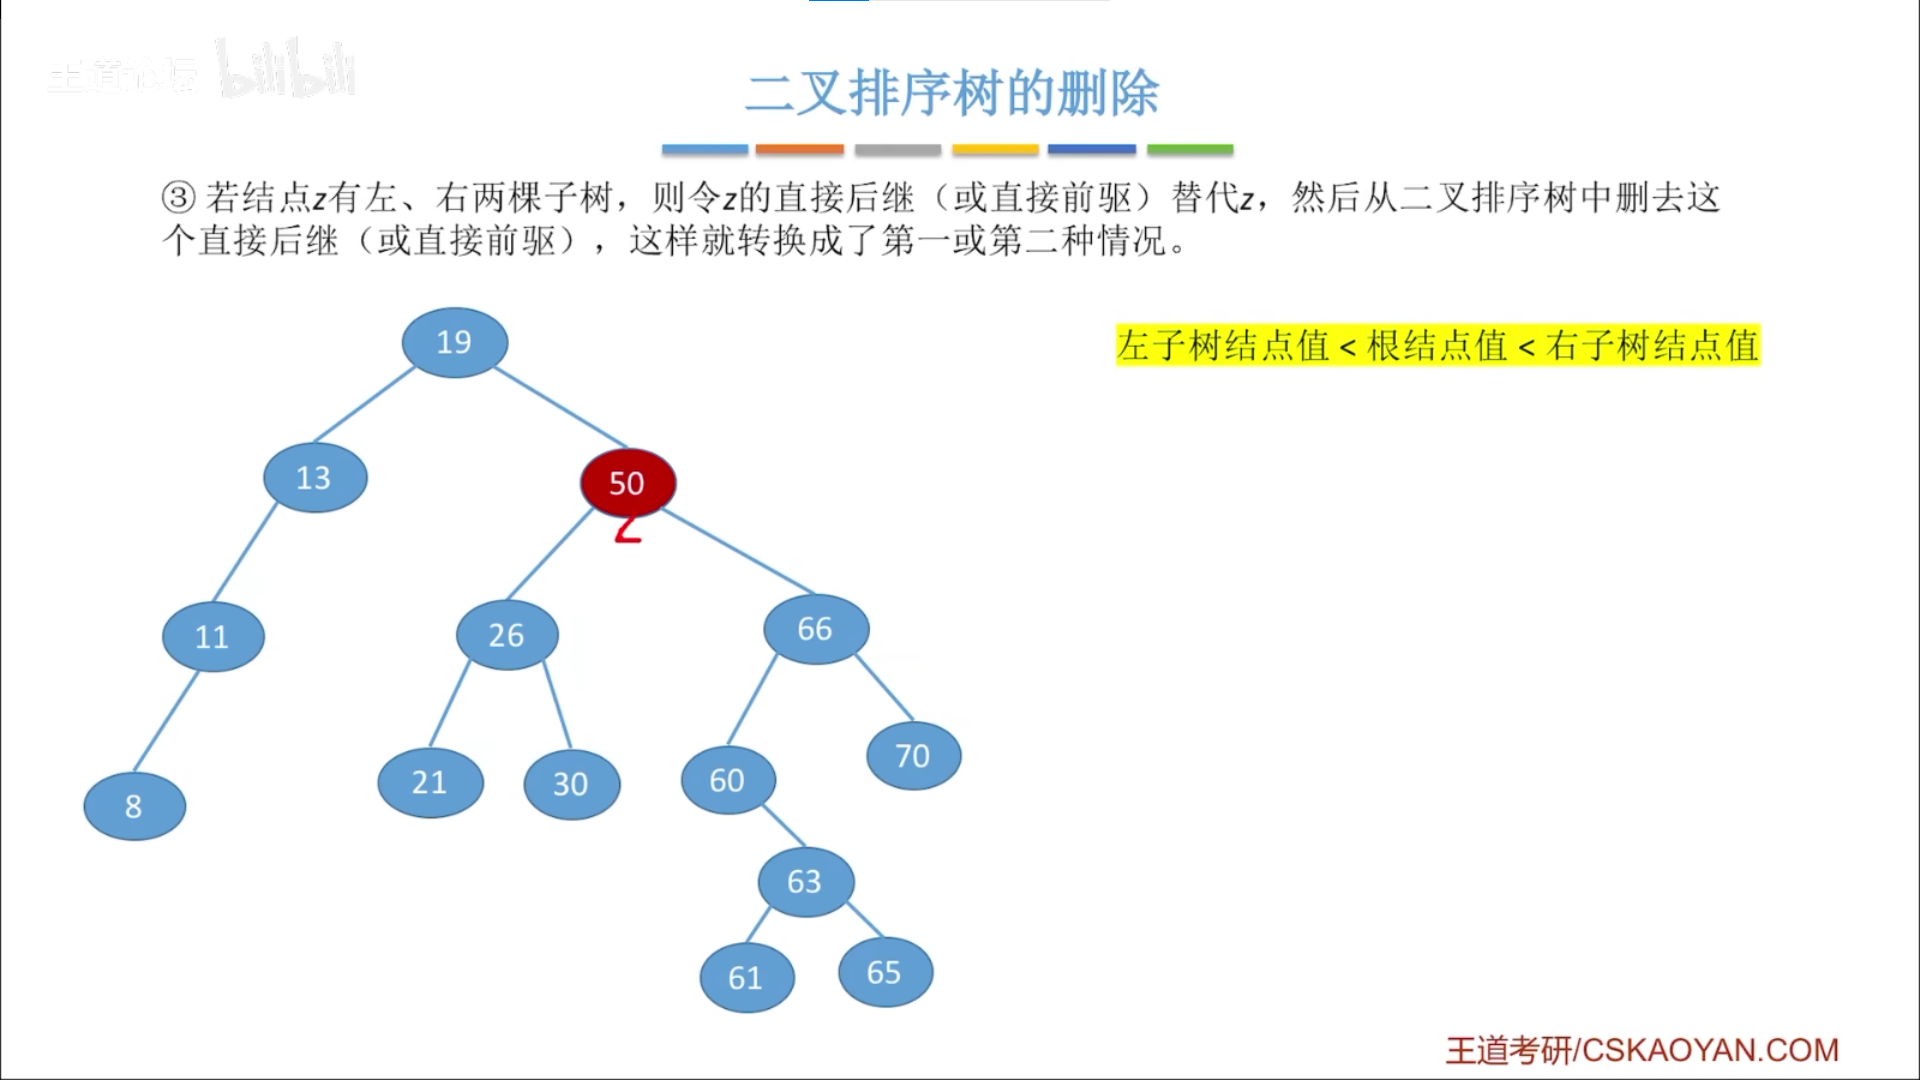 王道论坛 bilibili
二叉排序树的删除
③ 若结点z有左、右两棵子树，则令z的直接后继（或直接前驱）替代z，然后从二叉排序树中删去这
个直接后继（或直接前驱），这样就转换成了第一或第二种情况。
左子树结点值 < 根结点值 < 右子树结点值
19
13
50
z
11
26
66
8
21
30
60
70
63
61
65
王道考研/CSKAOYAN.COM